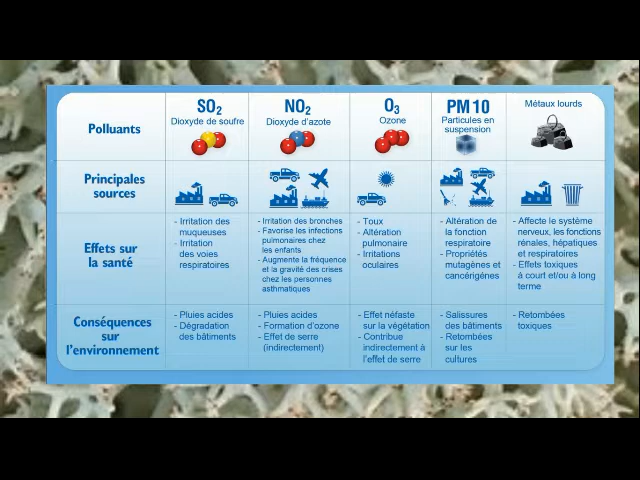 Polluants
SO2
Dioxyde de soufre
NO2
Dioxyde d'azote
O3
Ozone
PM10
Particules en
suspension
Métaux lourds
Principales
sources
Effets sur
la santé
- Irritation des
muqueuses
- Irritation
des voies
respiratoires
- Irritation des bronches
- Favorise les infections
pulmonaires chez
les enfants
- Augmente la fréquence
et la gravité des crises
chez les personnes
asthmatiques
- Toux
- Altération
pulmonaire
- Irritations
oculaires
- Altération de
la fonction
respiratoire
- Propriétés
mutagènes et
cancérigènes
- Affecte le système
nerveux, les fonctions
rénales, hépatiques
et respiratoires
- Effets toxiques
à court et/ou à long
terme
Conséquences
sur
l'environnement
- Pluies acides
- Dégradation
des bâtiments
- Pluies acides
- Formation d'ozone
- Effet de serre
(indirectement)
- Effet néfaste
sur la végétation
- Contribue
indirectement à
l'effet de serre
- Salissures
des bâtiments
- Retombées
sur les
cultures
- Retombées
toxiques